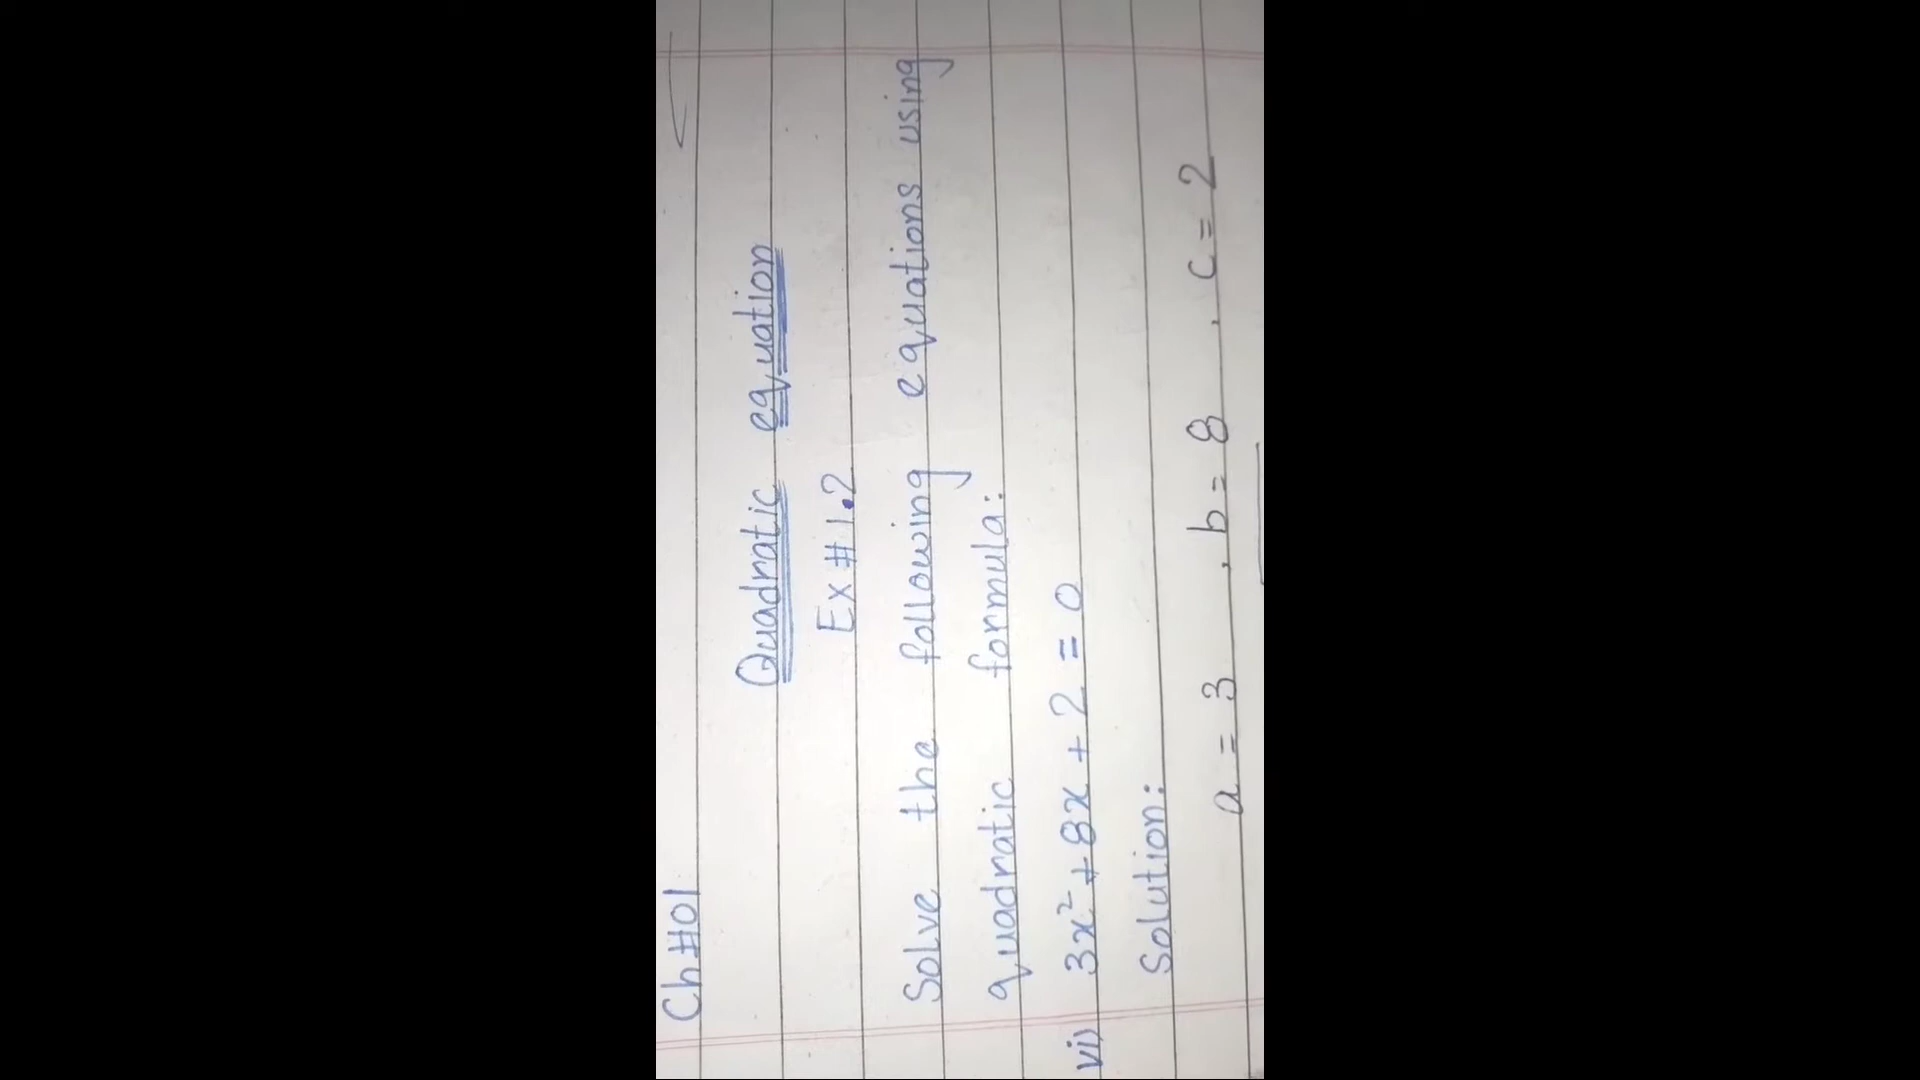 Ch#01
Quadratic equation
Ex # 1.2
Solve the following equations using
quadratic formula:
vi) 3x²+8x+2=0
Solution:
a = 3 , b = 8 , c = 2